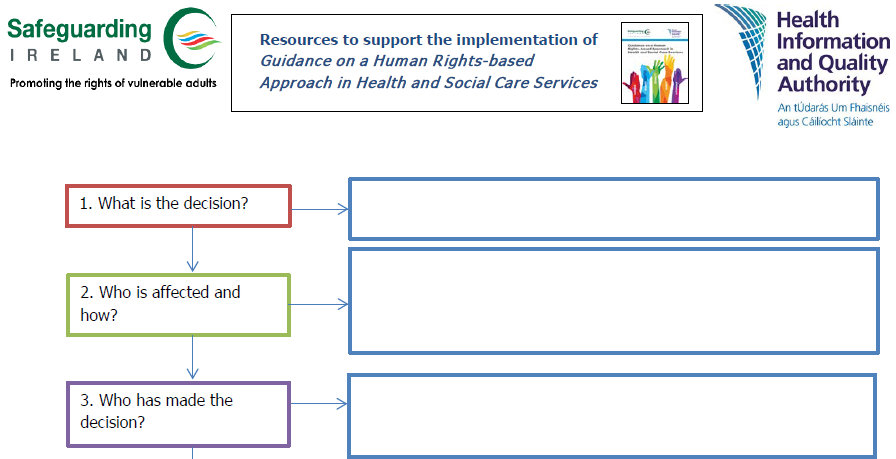 Safeguarding
IRELAND
Promoting the rights of vulnerable adults
Resources to support the implementation of
Guidance on a Human Rights-based
Approach in Health and Social Care Services
Health
Information
and Quality
Authority
An tÚdarás Um Fhaisnéis
agus Cáilíocht Sláinte
1. What is the decision?
2. Who is affected and
how?
3. Who has made the
decision?